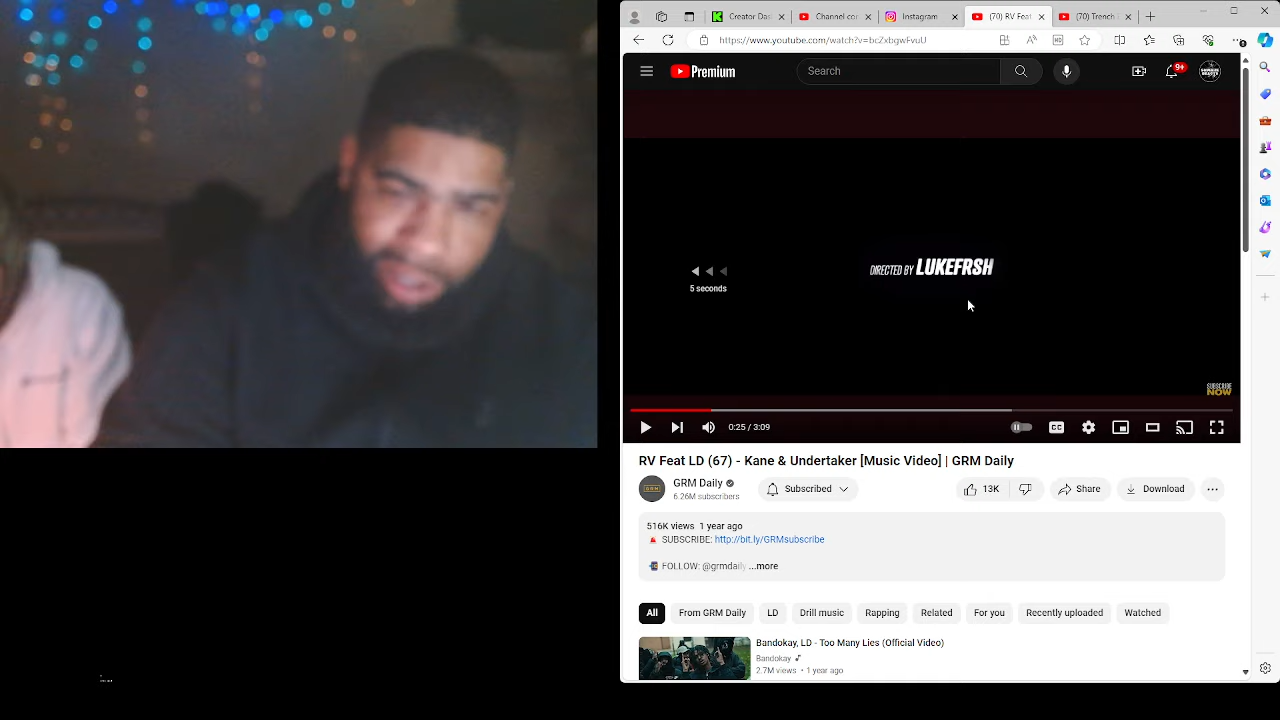 Creator Das
Channel cor
Instagram
(70) RV Feat
(70) Trench
https://www.youtube.com/watch?v=bcZxbgwFvuU
Premium
Search
9+
DIRECTED BY LUKEFRSH
5 seconds
SUBSCRIBE
NOW
0:25 / 3:09
CC
RV Feat LD (67) - Kane & Undertaker [Music Video] | GRM Daily
GRM Daily
6.26M subscribers
Subscribed
13K
Share
Download
516K views 1 year ago
SUBSCRIBE: http://bit.ly/GRMsubscribe
FOLLOW: @grmdaily ...more
All
From GRM Daily
LD
Drill music
Rapping
Related
For you
Recently uploaded
Watched
Bandokay, LD - Too Many Lies (Official Video)
Bandokay
2.7M views • 1 year ago